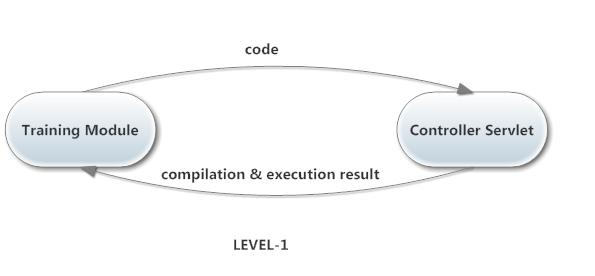 code
Training Module
Controller Servlet
compilation & execution result
LEVEL-1